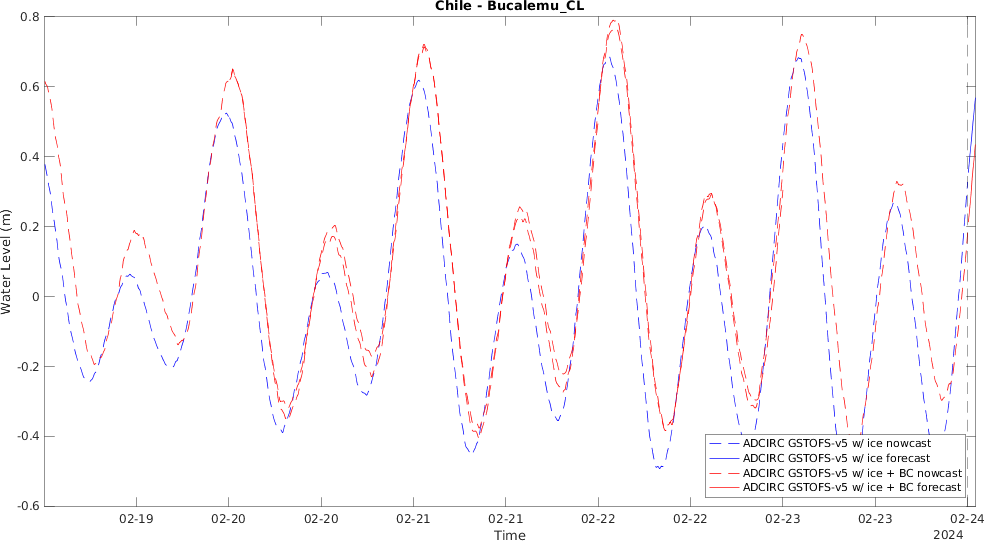 Chile - Bucalemu_CL
0.8
0.6
0.4
0.2
0
-0.2
-0.4
-0.6
Water Level (m)
ADCIRC GSTOFS-v5 w/ ice nowcast
ADCIRC GSTOFS-v5 w/ ice forecast
ADCIRC GSTOFS-v5 w/ ice + BC nowcast
ADCIRC GSTOFS-v5 w/ ice + BC forecast
02-19 02-20 02-20 02-21 02-21 02-22 02-22 02-23 02-23 02-24
Time
2024